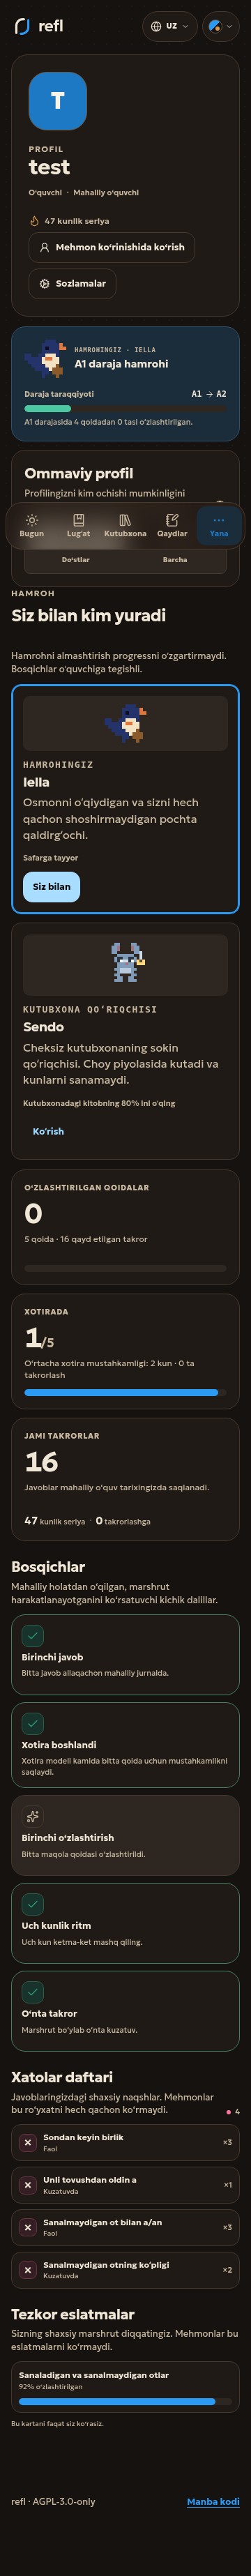 refl
UZ
T
PROFIL
test
O‘quvchi · Mahalliy o‘quvchi
47 kunlik seriya
Mehmon ko‘rinishida ko‘rish
Sozlamalar
HAMROHINGIZ · IELLA
A1 daraja hamrohi
Daraja taraqqiyoti
A1 → A2
A1 darajasida 4 qoidadan 0 tasi o‘zlashtirilgan.
Ommaviy profil
Profilingizni kim ko‘rishi mumkinligini
Bugun
Lug‘at
Kutubxona
Qaydlar
Yana
Do‘stlar
Barcha
HAMROH
Siz bilan kim yuradi
Hamrohni almashtirish progressni o‘zgartirmaydi.
Bosqichlar o‘quvchiga tegishli.
HAMROHINGIZ
Iella
Osmonni o‘qiydigan va sizni hech
qachon shoshirmaydigan pochta
qaldirg‘ochi.
Safarga tayyor
Siz bilan
KUTUBXONA QO‘RIQCHISI
Sendo
Cheksiz kutubxonaning sokin
qo‘riqchisi. Choy piyolasida kutadi va
kunlarni sanamaydi.
Kutubxonadagi kitobning 80% ini o‘qing
Ko‘rish
O‘ZLASHTIRILGAN QOIDALAR
0
5 qoida · 16 qayd etilgan takror
XOTIRADA
1/5
O‘rtacha xotira mustahkamligi: 2 kun · 0 ta
takrorlash
JAMI TAKRORLAR
16
Javoblar mahalliy o‘quv tarixingizda saqlanadi.
47 kunlik seriya · 0 takrorlashga
Bosqichlar
Mahalliy holatdan o‘qilgan, marshrut
harakatlanayotganini ko‘rsatuvchi kichik dalillar.
Birinchi javob
Bitta javob allaqachon mahalliy jurnalda.
Xotira boshlandi
Xotira modeli kamida bitta qoida uchun mustahkamlikni
saqlaydi.
Birinchi o‘zlashtirish
Bitta maqola qoidasi o‘zlashtirildi.
Uch kunlik ritm
Uch kun ketma-ket mashq qiling.
O‘nta takror
Marshrut bo‘ylab o‘nta kuzatuv.
Xatolar daftari
Javoblaringizdagi shaxsiy naqshlar. Mehmonlar
bu ro‘yxatni hech qachon ko‘rmaydi.
4
Sondan keyin birlik
Faol
×3
Unli tovushdan oldin a
Kuzatuvda
×1
Sanalmaydigan ot bilan a/an
Faol
×3
Sanalmaydigan otning ko‘pligi
Kuzatuvda
×2
Tezkor eslatmalar
Sizning shaxsiy marshrut diqqatingiz. Mehmonlar bu
eslatmalarni ko‘rmaydi.
Sanaladigan va sanalmaydigan otlar
92% o‘zlashtirilgan
Bu kartani faqat siz ko‘rasiz.
refl · AGPL-3.0-only
Manba kodi